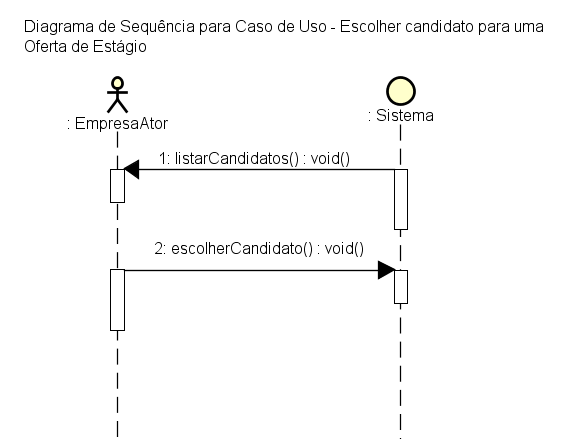 Diagrama de Sequência para Caso de Uso - Escolher candidato para uma
Oferta de Estágio
: EmpresaAtor
: Sistema
1: listarCandidatos() : void()
2: escolherCandidato() : void()